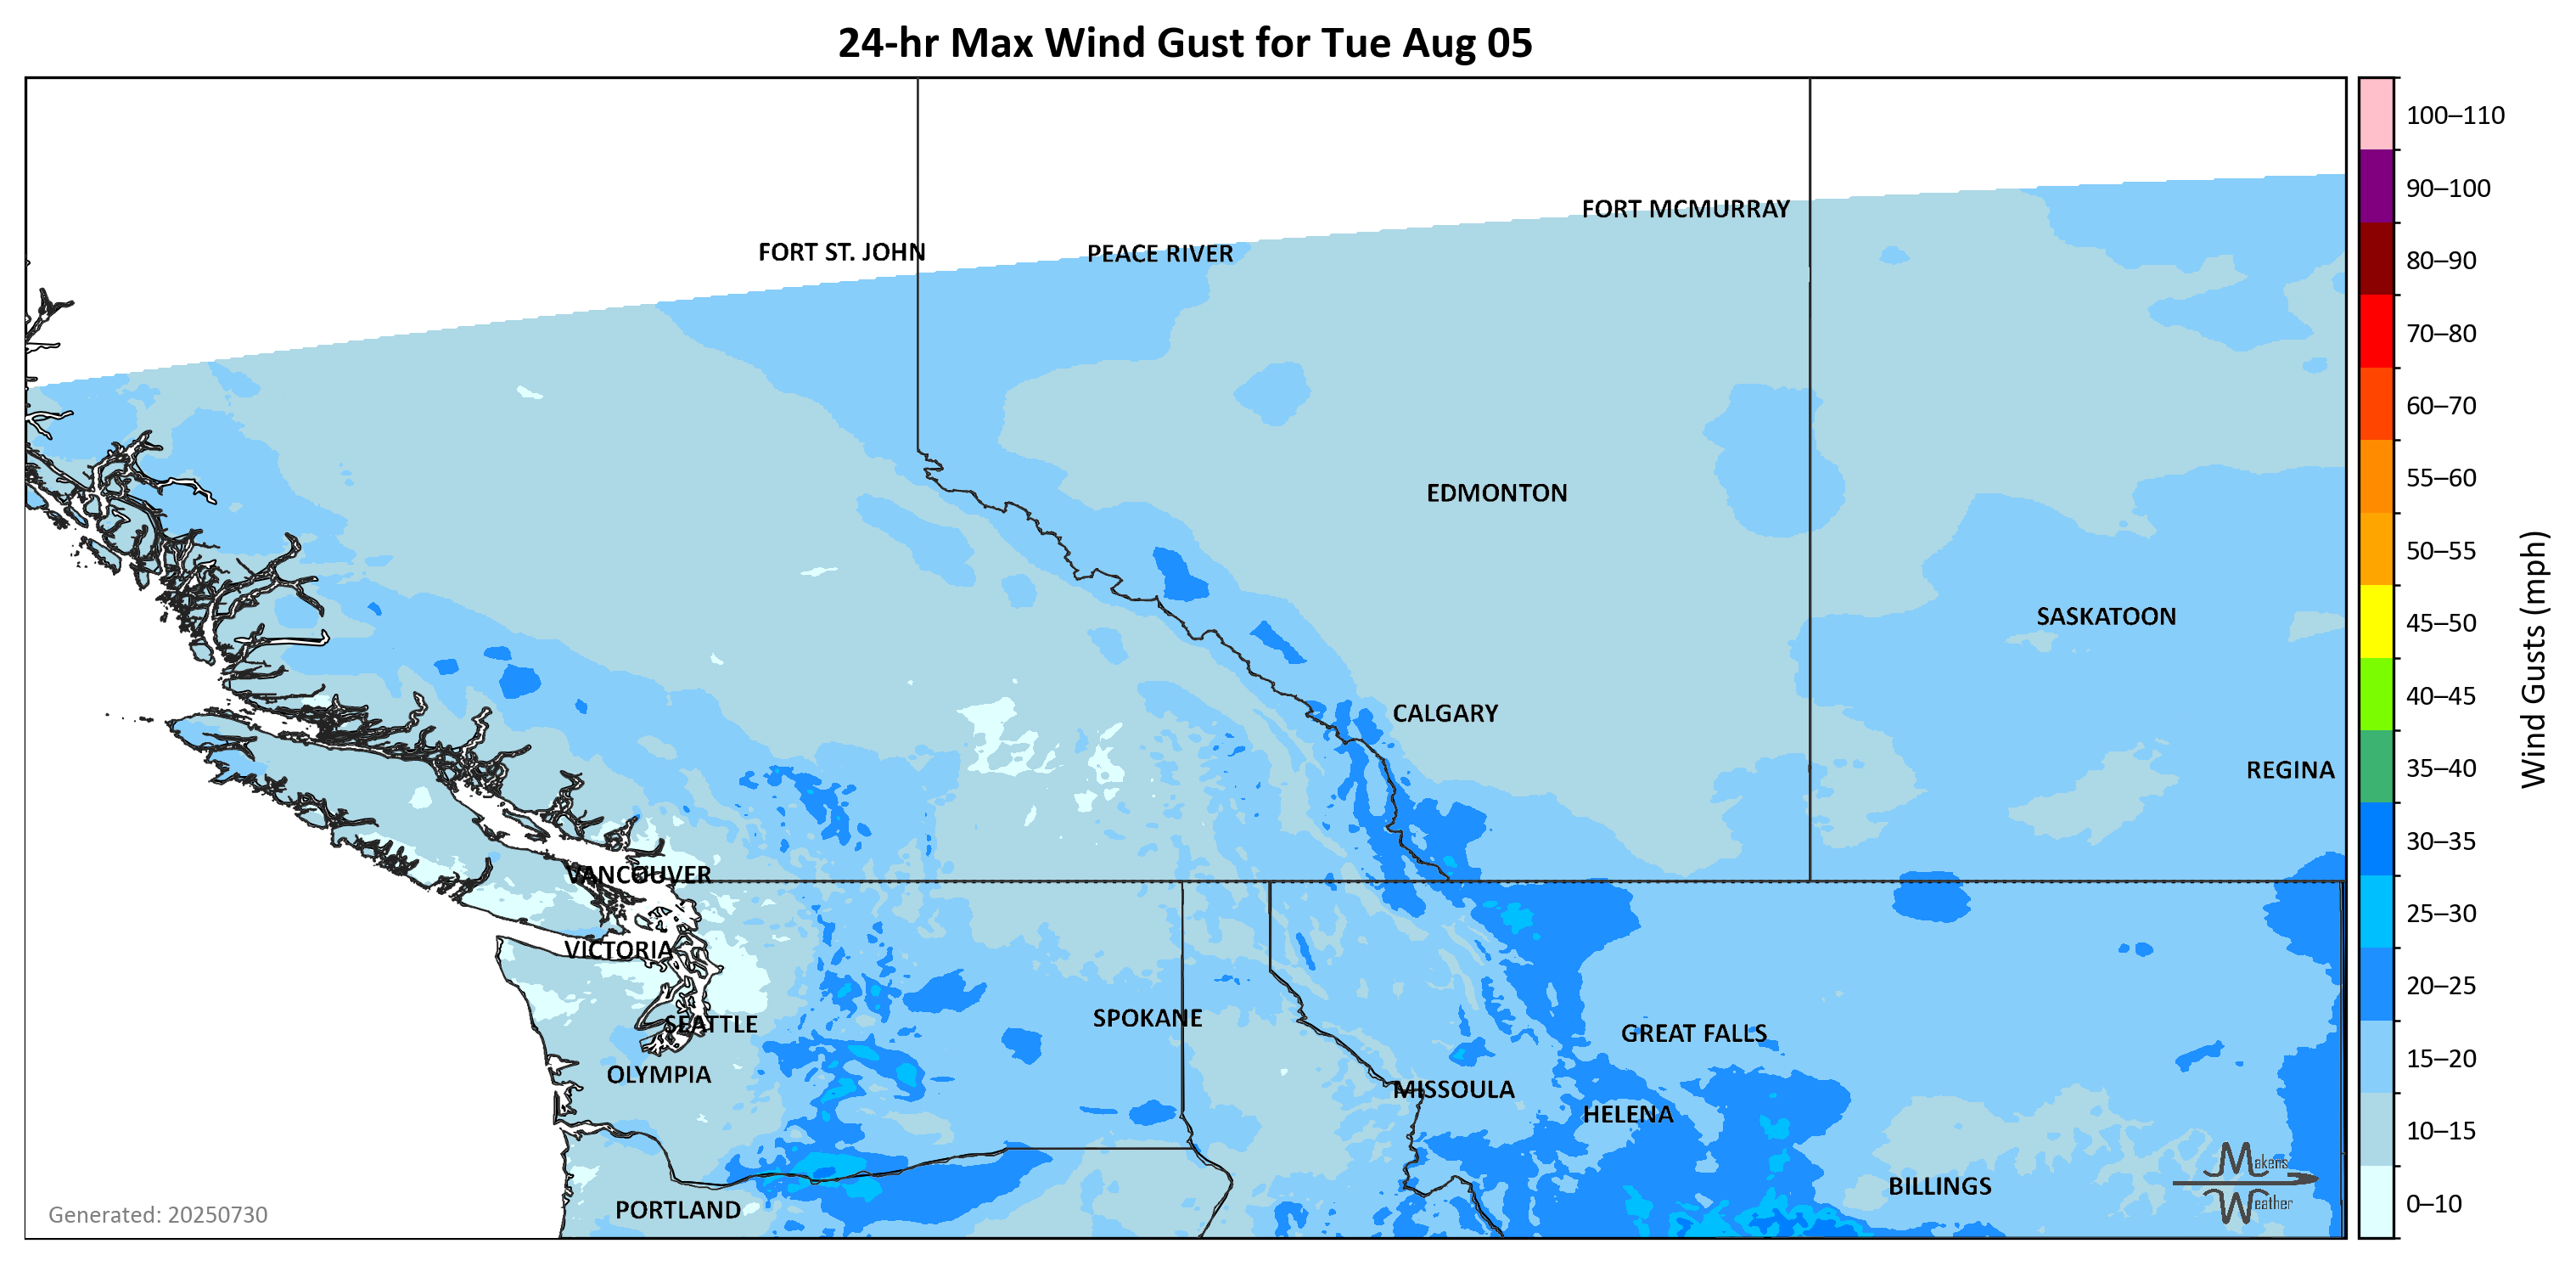 24-hr Max Wind Gust for Tue Aug 05
100–110
90–100
80–90
70–80
60–70
55–60
50–55
45–50
40–45
35–40
30–35
25–30
20–25
15–20
10–15
0–10
Wind Gusts (mph)
FORT MCMURRAY
FORT ST. JOHN
PEACE RIVER
EDMONTON
SASKATOON
CALGARY
REGINA
VANCOUVER
VICTORIA
SPOKANE
SEATTLE
GREAT FALLS
OLYMPIA
MISSOULA
HELENA
BILLINGS
PORTLAND
Makens
Weather
Generated: 20250730